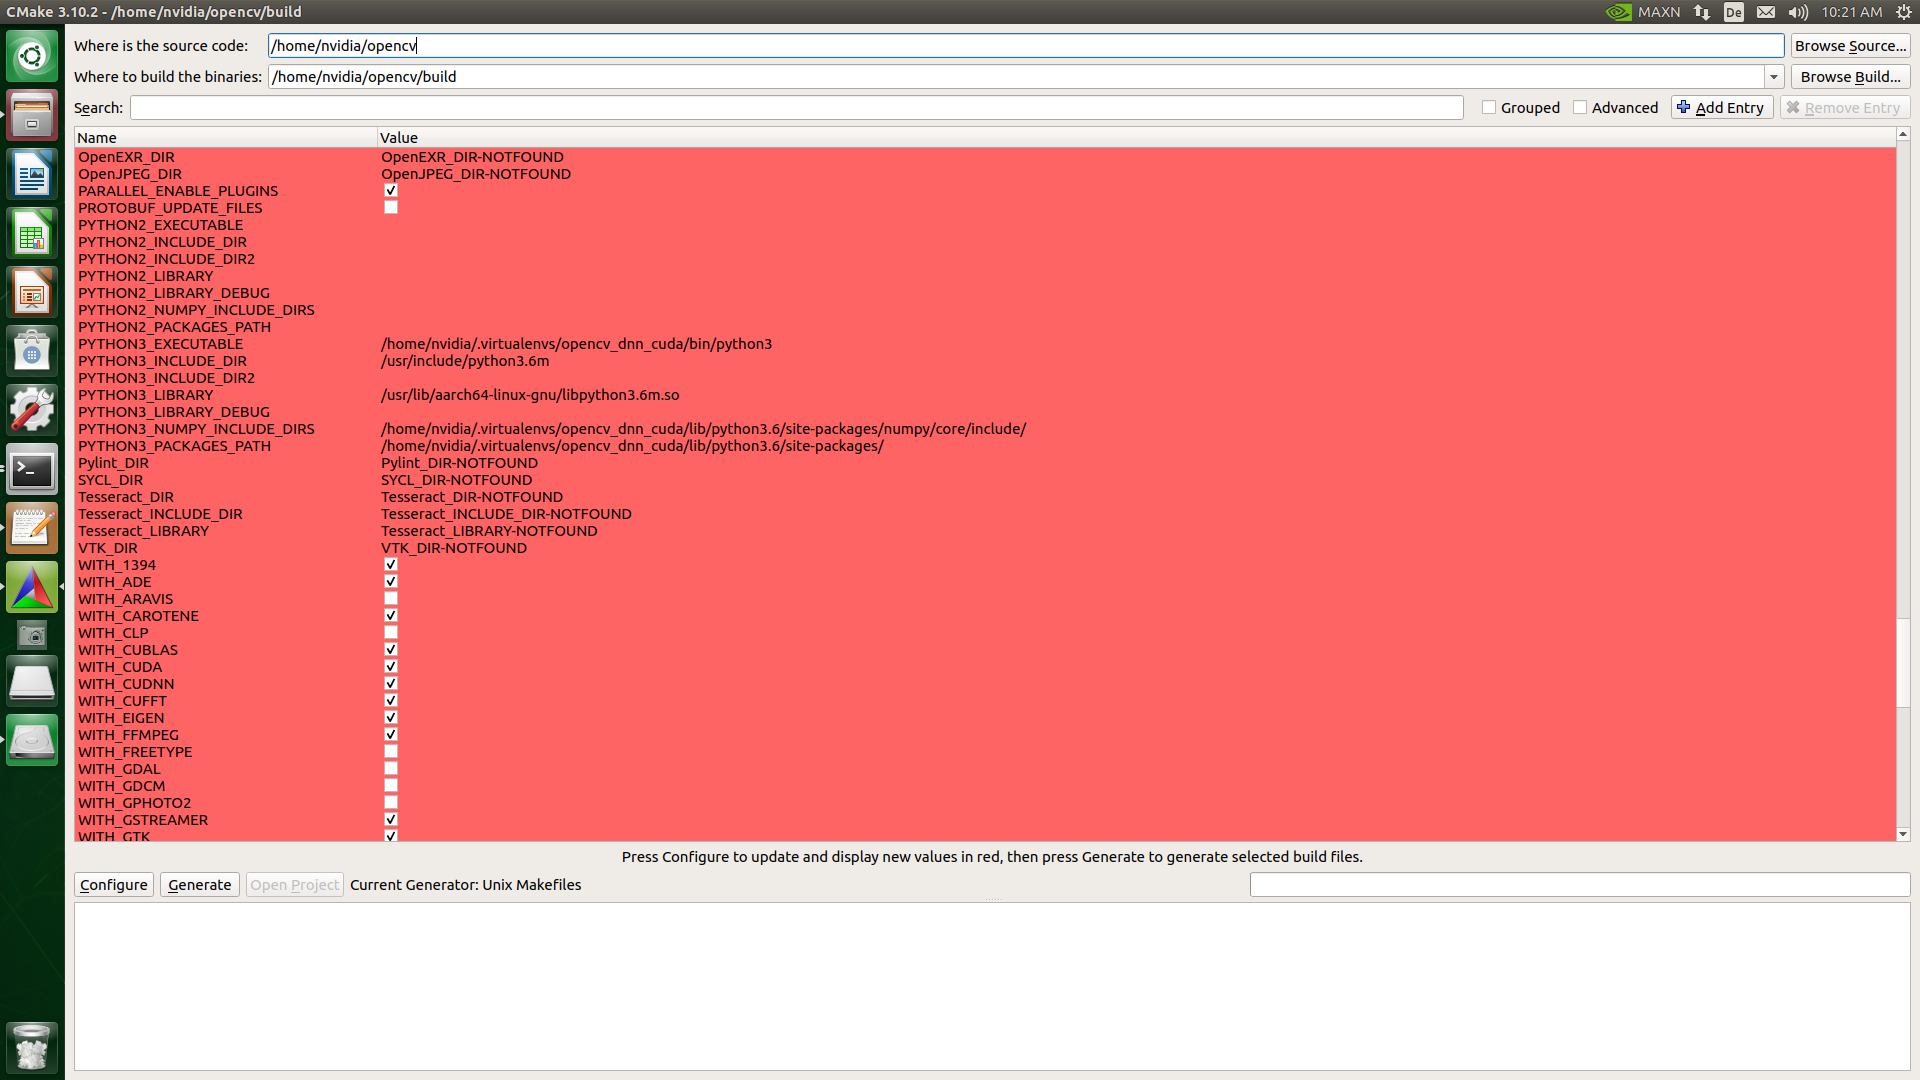 CMake 3.10.2 - /home/nvidia/opencv/build
MAXN De 10:21 AM
Where is the source code: /home/nvidia/opencv Browse Source...
Where to build the binaries: /home/nvidia/opencv/build Browse Build...
Search: Grouped Advanced Add Entry Remove Entry
Name Value
OpenEXR_DIR OpenEXR_DIR-NOTFOUND
OpenJPEG_DIR OpenJPEG_DIR-NOTFOUND
PARALLEL_ENABLE_PLUGINS
PROTOBUF_UPDATE_FILES
PYTHON2_EXECUTABLE
PYTHON2_INCLUDE_DIR
PYTHON2_INCLUDE_DIR2
PYTHON2_LIBRARY
PYTHON2_LIBRARY_DEBUG
PYTHON2_NUMPY_INCLUDE_DIRS
PYTHON2_PACKAGES_PATH
PYTHON3_EXECUTABLE /home/nvidia/.virtualenvs/opencv_dnn_cuda/bin/python3
PYTHON3_INCLUDE_DIR /usr/include/python3.6m
PYTHON3_INCLUDE_DIR2
PYTHON3_LIBRARY /usr/lib/aarch64-linux-gnu/libpython3.6m.so
PYTHON3_LIBRARY_DEBUG
PYTHON3_NUMPY_INCLUDE_DIRS /home/nvidia/.virtualenvs/opencv_dnn_cuda/lib/python3.6/site-packages/numpy/core/include/
PYTHON3_PACKAGES_PATH /home/nvidia/.virtualenvs/opencv_dnn_cuda/lib/python3.6/site-packages/
Pylint_DIR Pylint_DIR-NOTFOUND
SYCL_DIR SYCL_DIR-NOTFOUND
Tesseract_DIR Tesseract_DIR-NOTFOUND
Tesseract_INCLUDE_DIR Tesseract_INCLUDE_DIR-NOTFOUND
Tesseract_LIBRARY Tesseract_LIBRARY-NOTFOUND
VTK_DIR VTK_DIR-NOTFOUND
WITH_1394
WITH_ADE
WITH_ARAVIS
WITH_CAROTENE
WITH_CLP
WITH_CUBLAS
WITH_CUDA
WITH_CUDNN
WITH_CUFFT
WITH_EIGEN
WITH_FFMPEG
WITH_FREETYPE
WITH_GDAL
WITH_GDCM
WITH_GPHOTO2
WITH_GSTREAMER
WITH_GTK
Press Configure to update and display new values in red, then press Generate to generate selected build files.
Configure Generate Open Project Current Generator: Unix Makefiles